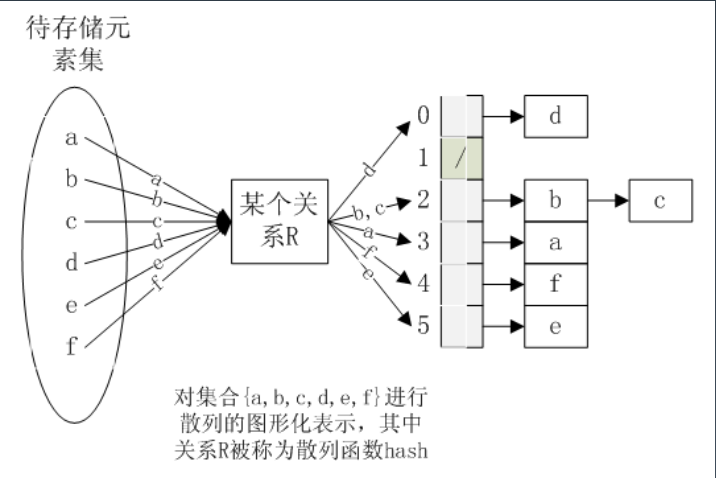 待存储元
素集
a
b
c
d
e
f
a
b
c
d
e
f
某个关
系R
d
b,c
a
f
e
0
d
1
/
2
b
c
3
a
4
f
5
e
对集合{a,b,c,d,e,f}进行
散列的图形化表示，其中
关系R被称为散列函数hash